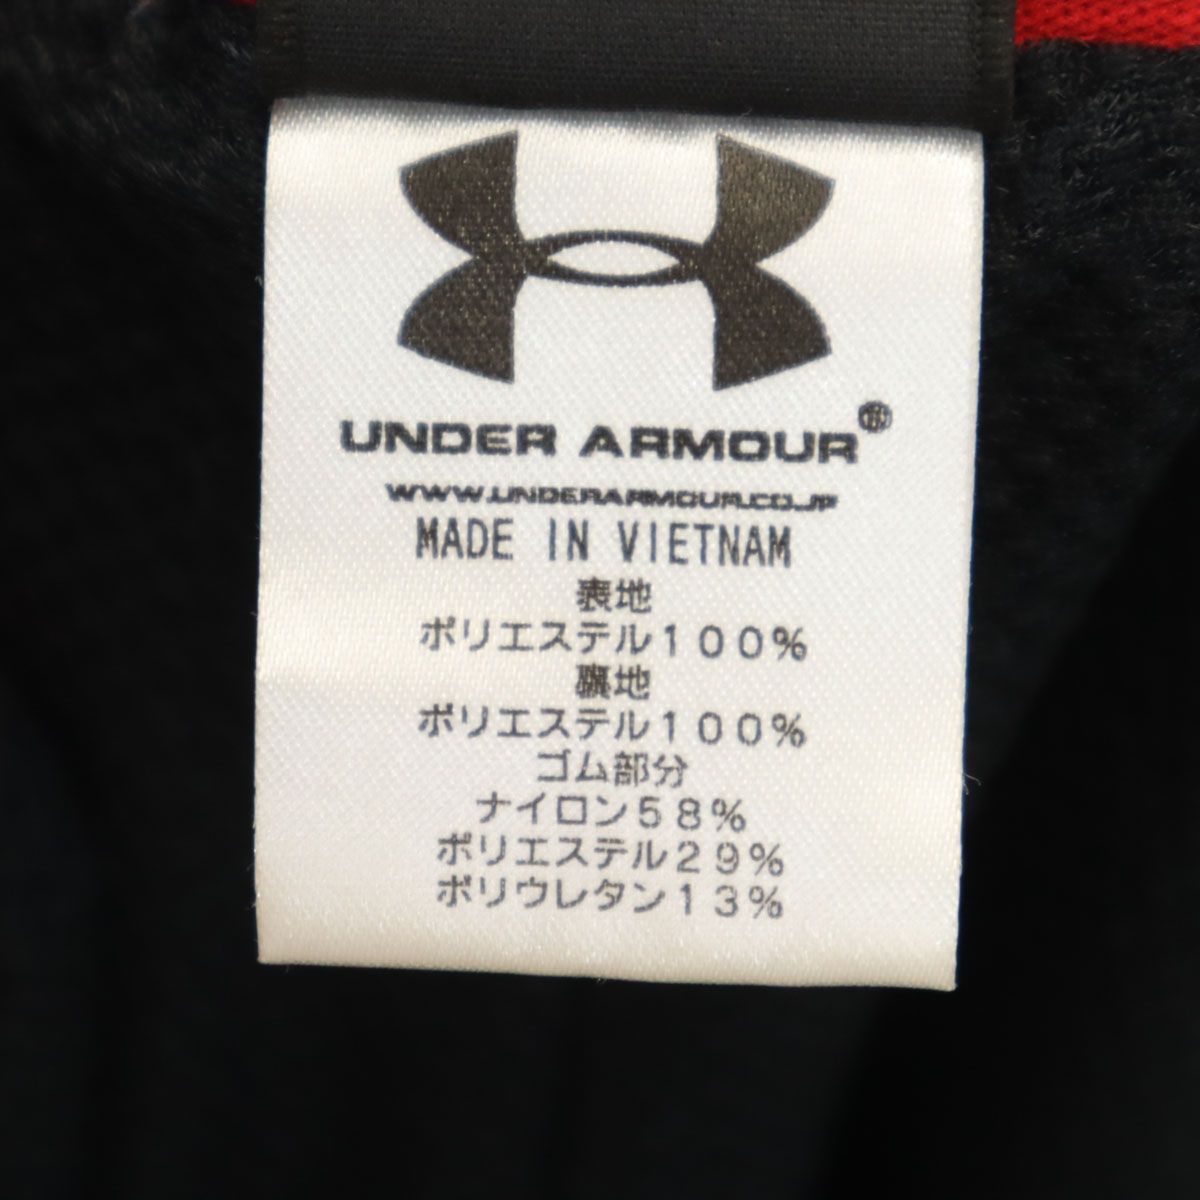 UNDER ARMOUR®
WWW.UNDERARMOUR.CO.JP
MADE IN VIETNAM
表地
ポリエステル100%
裏地
ポリエステル100%
ゴム部分
ナイロン58%
ポリエステル29%
ポリウレタン13%